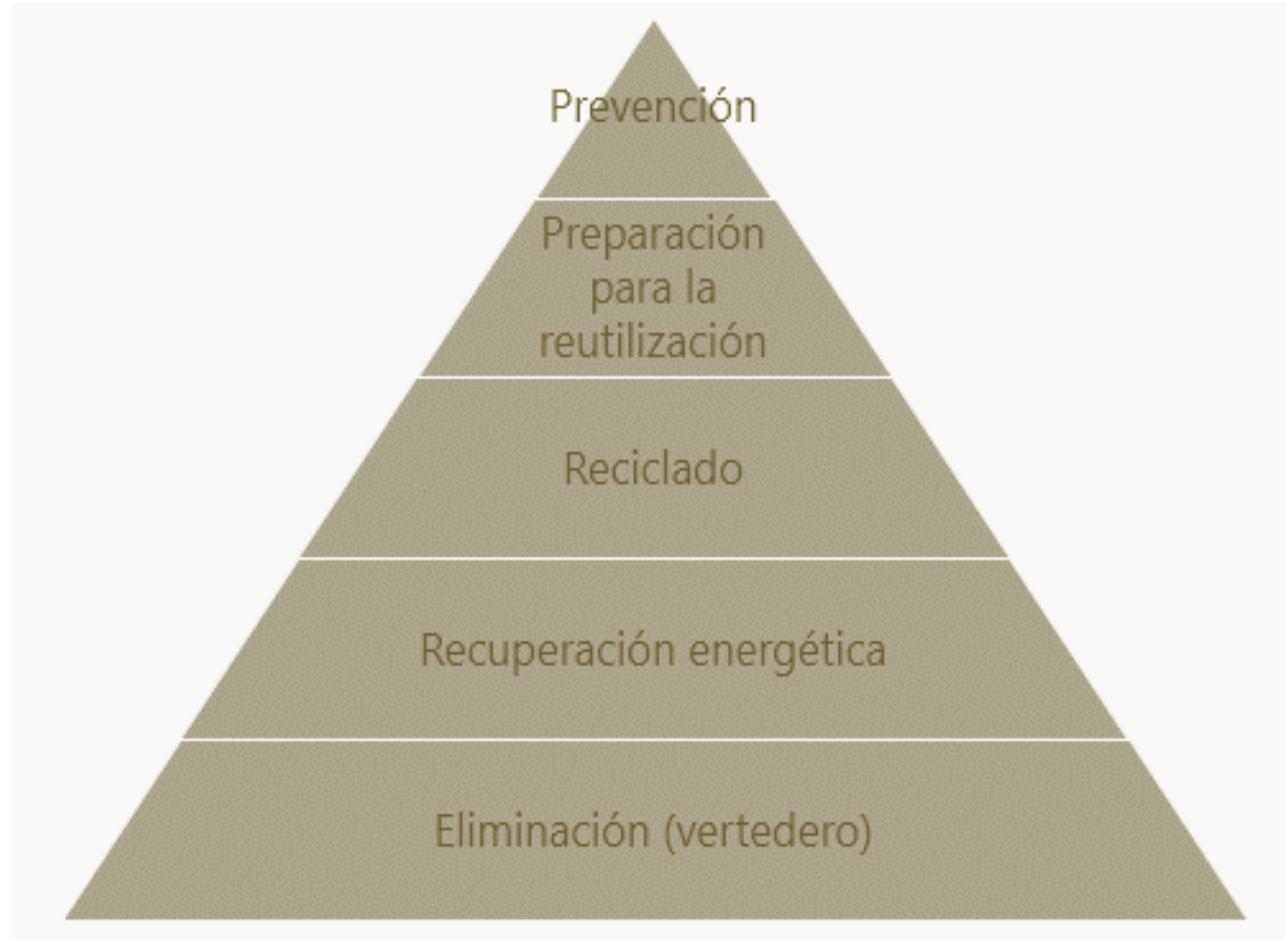 Prevención
Preparación
para la
reutilización
Reciclado
Recuperación energética
Eliminación (vertedero)